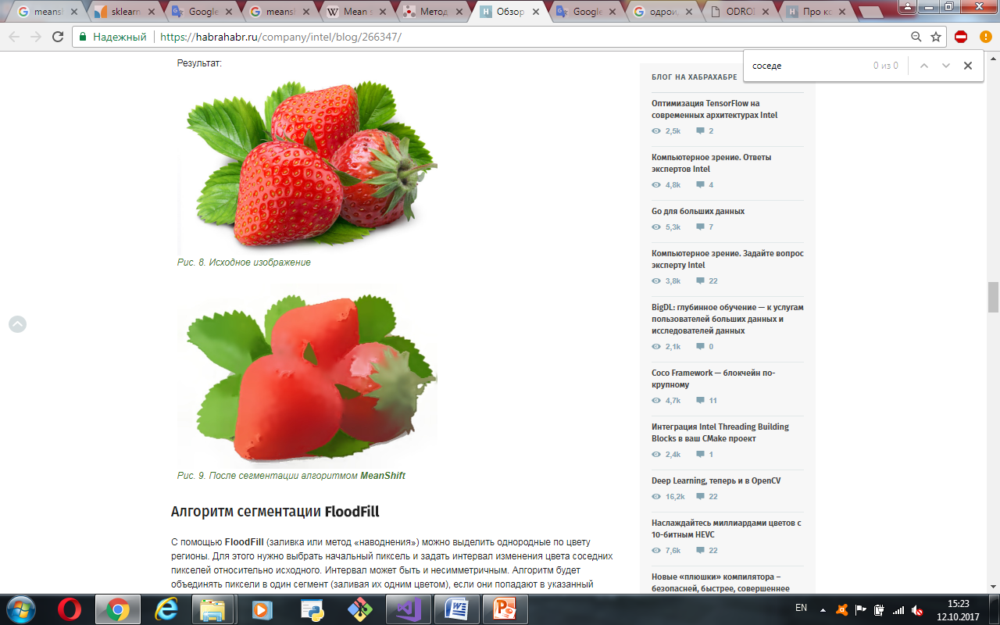 meansh
sklearn
Google
meansh
Mean s
Метод
Обзор
Google
одрои
ODROI
Про ко
Надежный
https://habrahabr.ru/company/intel/blog/266347/
соседе
0 из 0
Результат:
Рис. 8. Исходное изображение
Рис. 9. После сегментации алгоритмом MeanShift
Алгоритм сегментации FloodFill
С помощью FloodFill (заливка или метод «наводнения») можно выделить однородные по цвету
регионы. Для этого нужно выбрать начальный пиксель и задать интервал изменения цвета соседних
пикселей относительно исходного. Интервал может быть и несимметричным. Алгоритм будет
объединять пиксели в один сегмент (заливая их одним цветом), если они попадают в указанный
БЛОГ НА ХАБРАХАБРЕ
Оптимизация TensorFlow на
современных архитектурах Intel
2,5k 2
Компьютерное зрение. Ответы
экспертов Intel
4,8k 4
Go для больших данных
5,3k 7
Компьютерное зрение. Задайте вопрос
эксперту Intel
3,8k 22
BigDL: глубинное обучение — к услугам
пользователей больших данных и
исследователей данных
2,1k 0
Coco Framework — блокчейн по-
крупному
4,7k 11
Интеграция Intel Threading Building
Blocks в ваш CMake проект
2,4k 1
Deep Learning, теперь и в OpenCV
16,2k 22
Наслаждайтесь миллиардами цветов с
10-битным HEVC
7,6k 22
Новые «плюшки» компилятора –
безопасней, быстрее, совершеннее
EN
15:23
12.10.2017